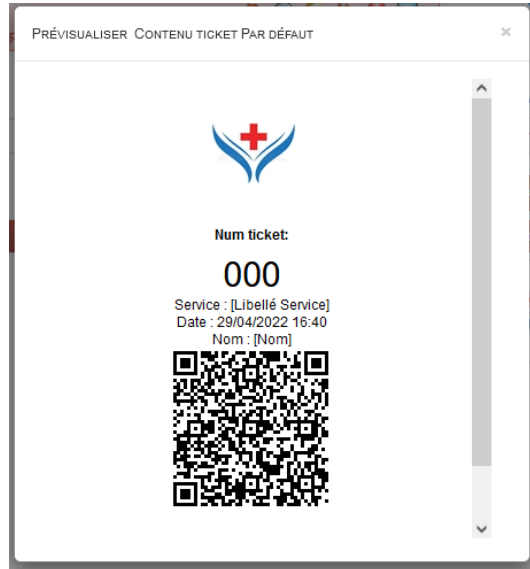 Prévisualiser Contenu ticket Par défaut
×
Num ticket:
000
Service : [Libellé Service]
Date : 29/04/2022 16:40
Nom : [Nom]